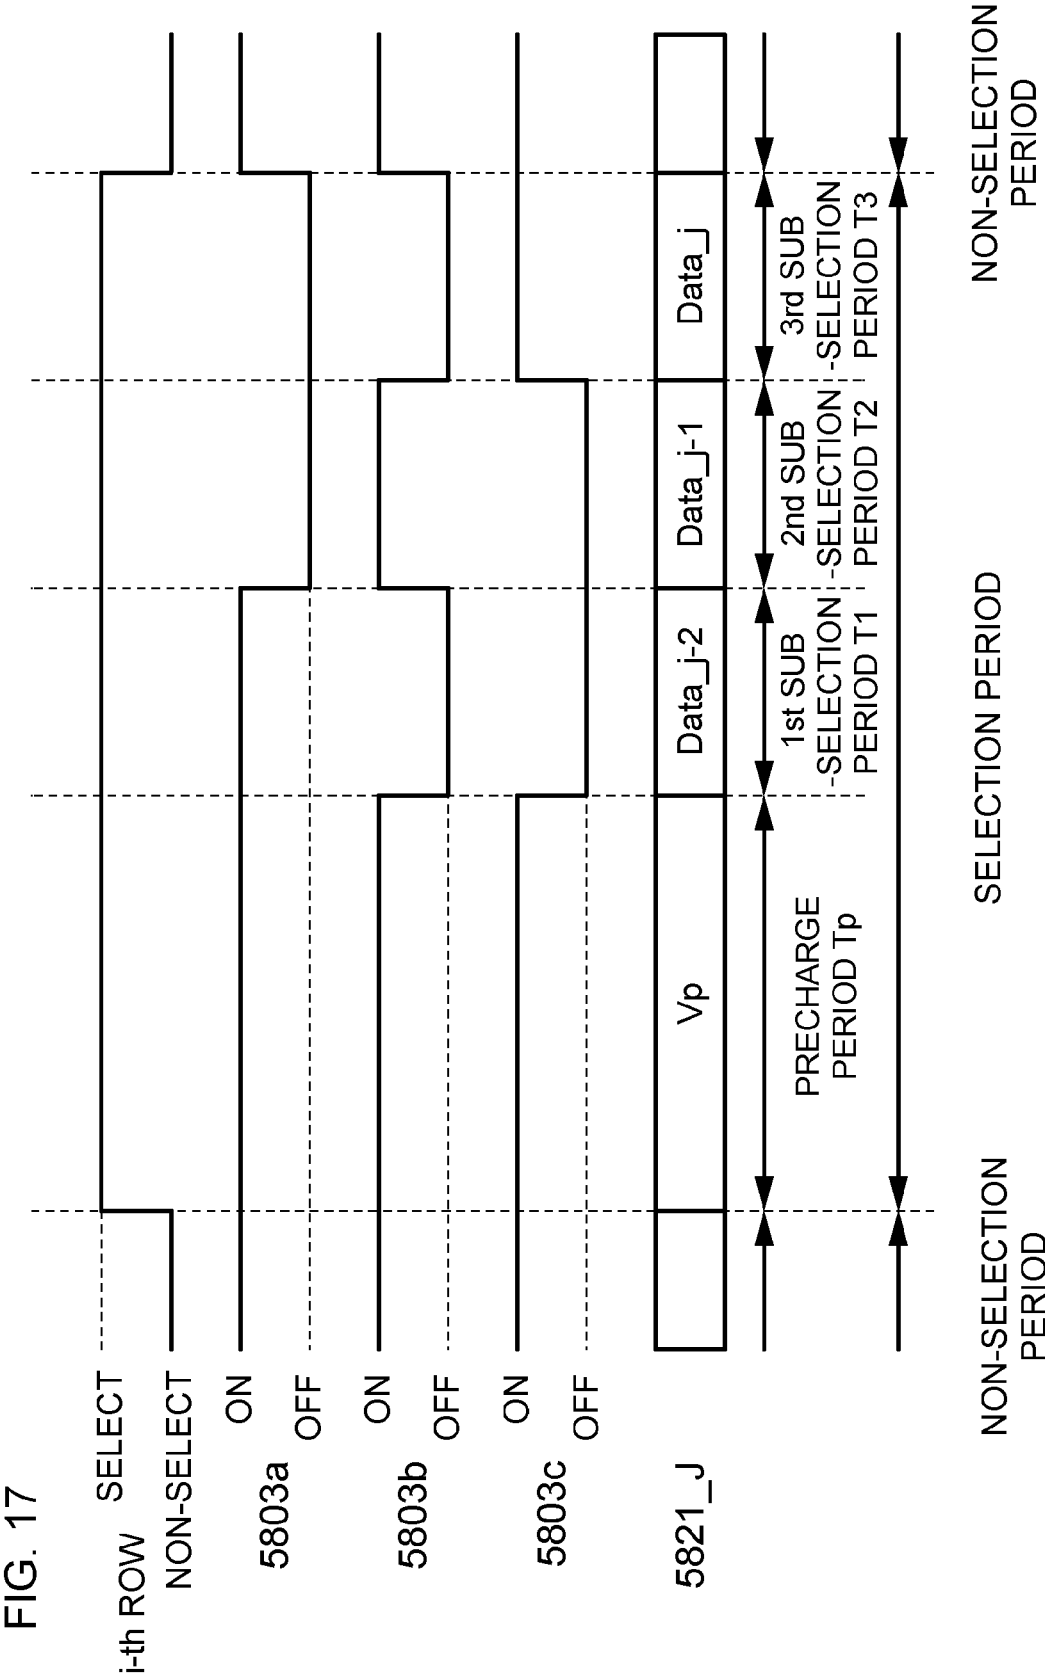 FIG. 17
i-th ROW
SELECT
NON-SELECT
5803a
ON
OFF
5803b
ON
OFF
5803c
ON
OFF
5821_J
Vp
Data_j-2
Data_j-1
Data_j
PRECHARGE
PERIOD Tp
1st SUB
-SELECTION
PERIOD T1
2nd SUB
-SELECTION
PERIOD T2
3rd SUB
-SELECTION
PERIOD T3
NON-SELECTION
PERIOD
SELECTION PERIOD
NON-SELECTION
PERIOD